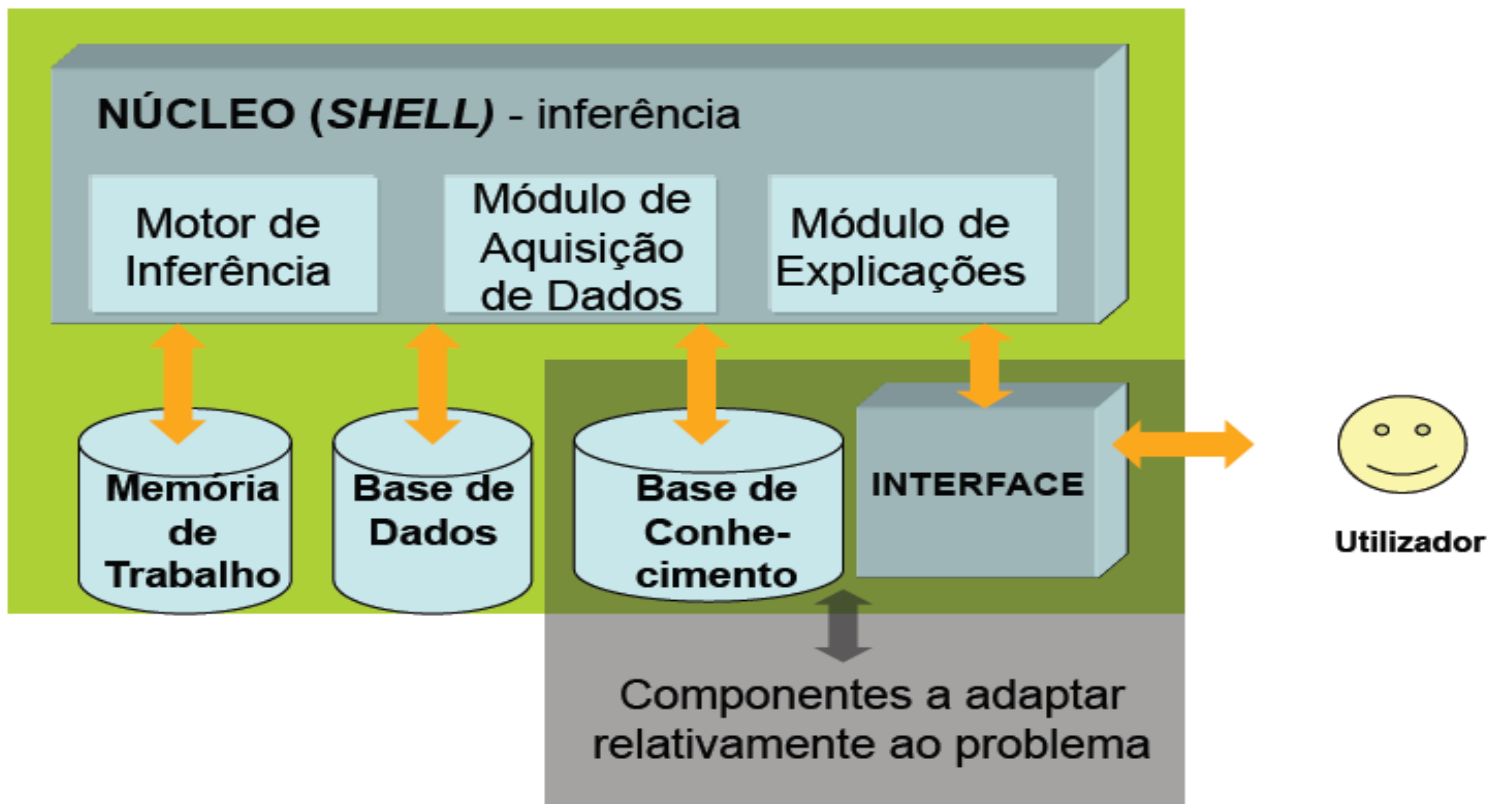 NÚCLEO (SHELL) - inferência
Motor de
Inferência
Módulo de
Aquisição
de Dados
Módulo de
Explicações
Memória
de
Trabalho
Base de
Dados
Base de
Conhe-
cimento
INTERFACE
Utilizador
Componentes a adaptar
relativamente ao problema